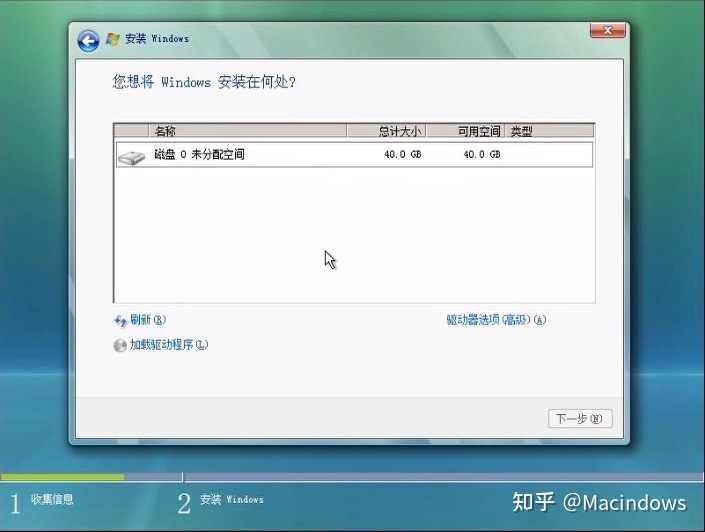 安装 Windows
您想将 Windows 安装在何处?
名称 总计大小 可用空间 类型
磁盘 0 未分配空间 40.0 GB 40.0 GB
刷新(R) 驱动器选项(高级)(A)
加载驱动程序(L)
下一步(N)
1 收集信息 2 安装 Windows
知乎 @Macindows